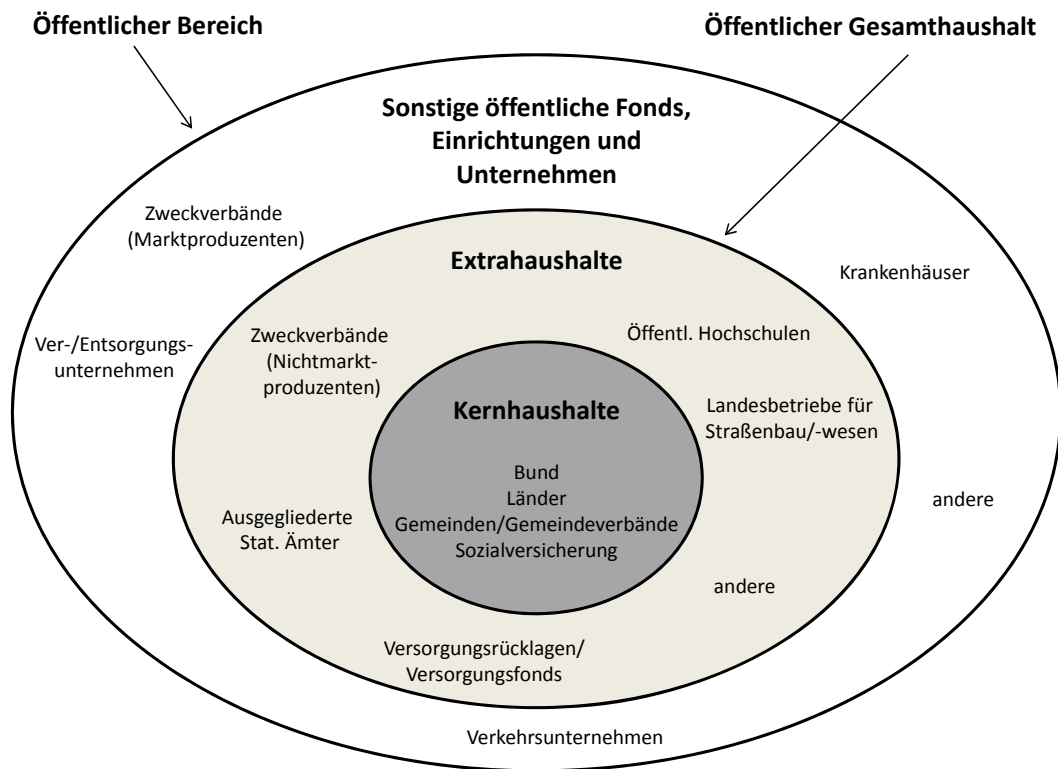 Öffentlicher Bereich
Öffentlicher Gesamthaushalt
Sonstige öffentliche Fonds,
Einrichtungen und
Unternehmen
Zweckverbände
(Marktproduzenten)
Krankenhäuser
Ver-/Entsorgungs-
unternehmen
Extrahaushalte
Zweckverbände
(Nichtmarkt-
produzenten)
Öffentl. Hochschulen
Landesbetriebe für
Straßenbau/-wesen
Kernhaushalte
Bund
Länder
Gemeinden/Gemeindeverbände
Sozialversicherung
Ausgegliederte
Stat. Ämter
andere
andere
Versorgungsrücklagen/
Versorgungsfonds
Verkehrsunternehmen